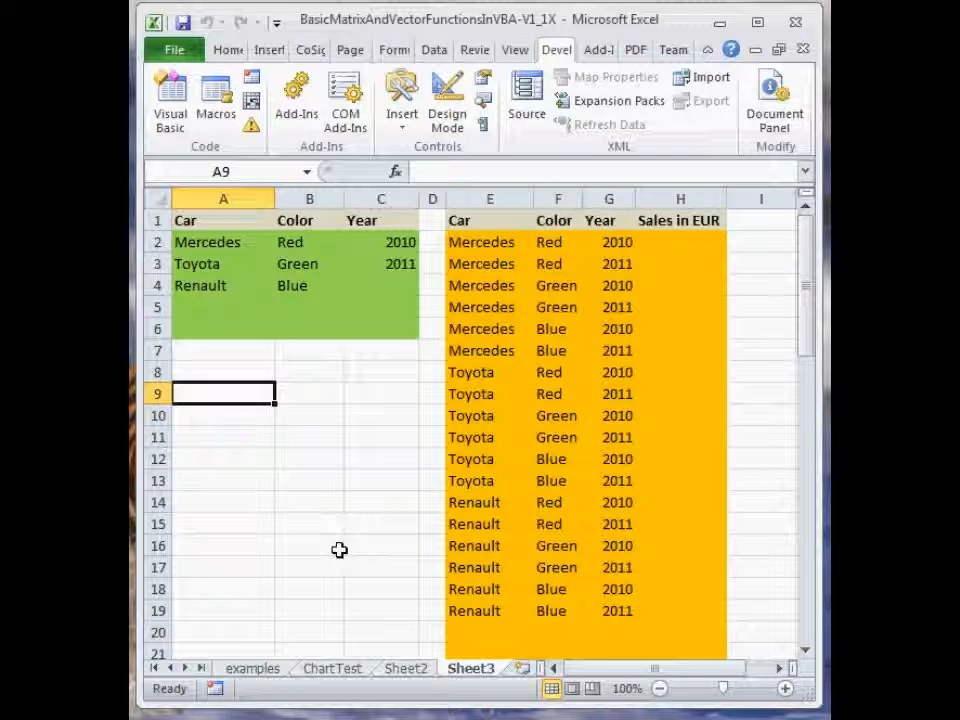 BasicMatrixAndVectorFunctionsInVBA-V1_1X - Microsoft Excel
File Home Insert CoSig Page Formu Data Revie View Devel Add-I PDF Team
Visual Basic Macros Add-Ins COM Add-Ins Insert Design Mode Source Map Properties Import
Expansion Packs Export
Refresh Data
Document Panel
Code Add-Ins Controls XML Modify
A9 fx
A B C D E F G H I
1 Car Color Year Car Color Year Sales in EUR
2 Mercedes Red 2010 Mercedes Red 2010
3 Toyota Green 2011 Mercedes Red 2011
4 Renault Blue Mercedes Green 2010
5 Mercedes Green 2011
6 Mercedes Blue 2010
7 Mercedes Blue 2011
8 Toyota Red 2010
9 Toyota Red 2011
10 Toyota Green 2010
11 Toyota Green 2011
12 Toyota Blue 2010
13 Toyota Blue 2011
14 Renault Red 2010
15 Renault Red 2011
16 Renault Green 2010
17 Renault Green 2011
18 Renault Blue 2010
19 Renault Blue 2011
20
21
examples ChartTest Sheet2 Sheet3
Ready 100%